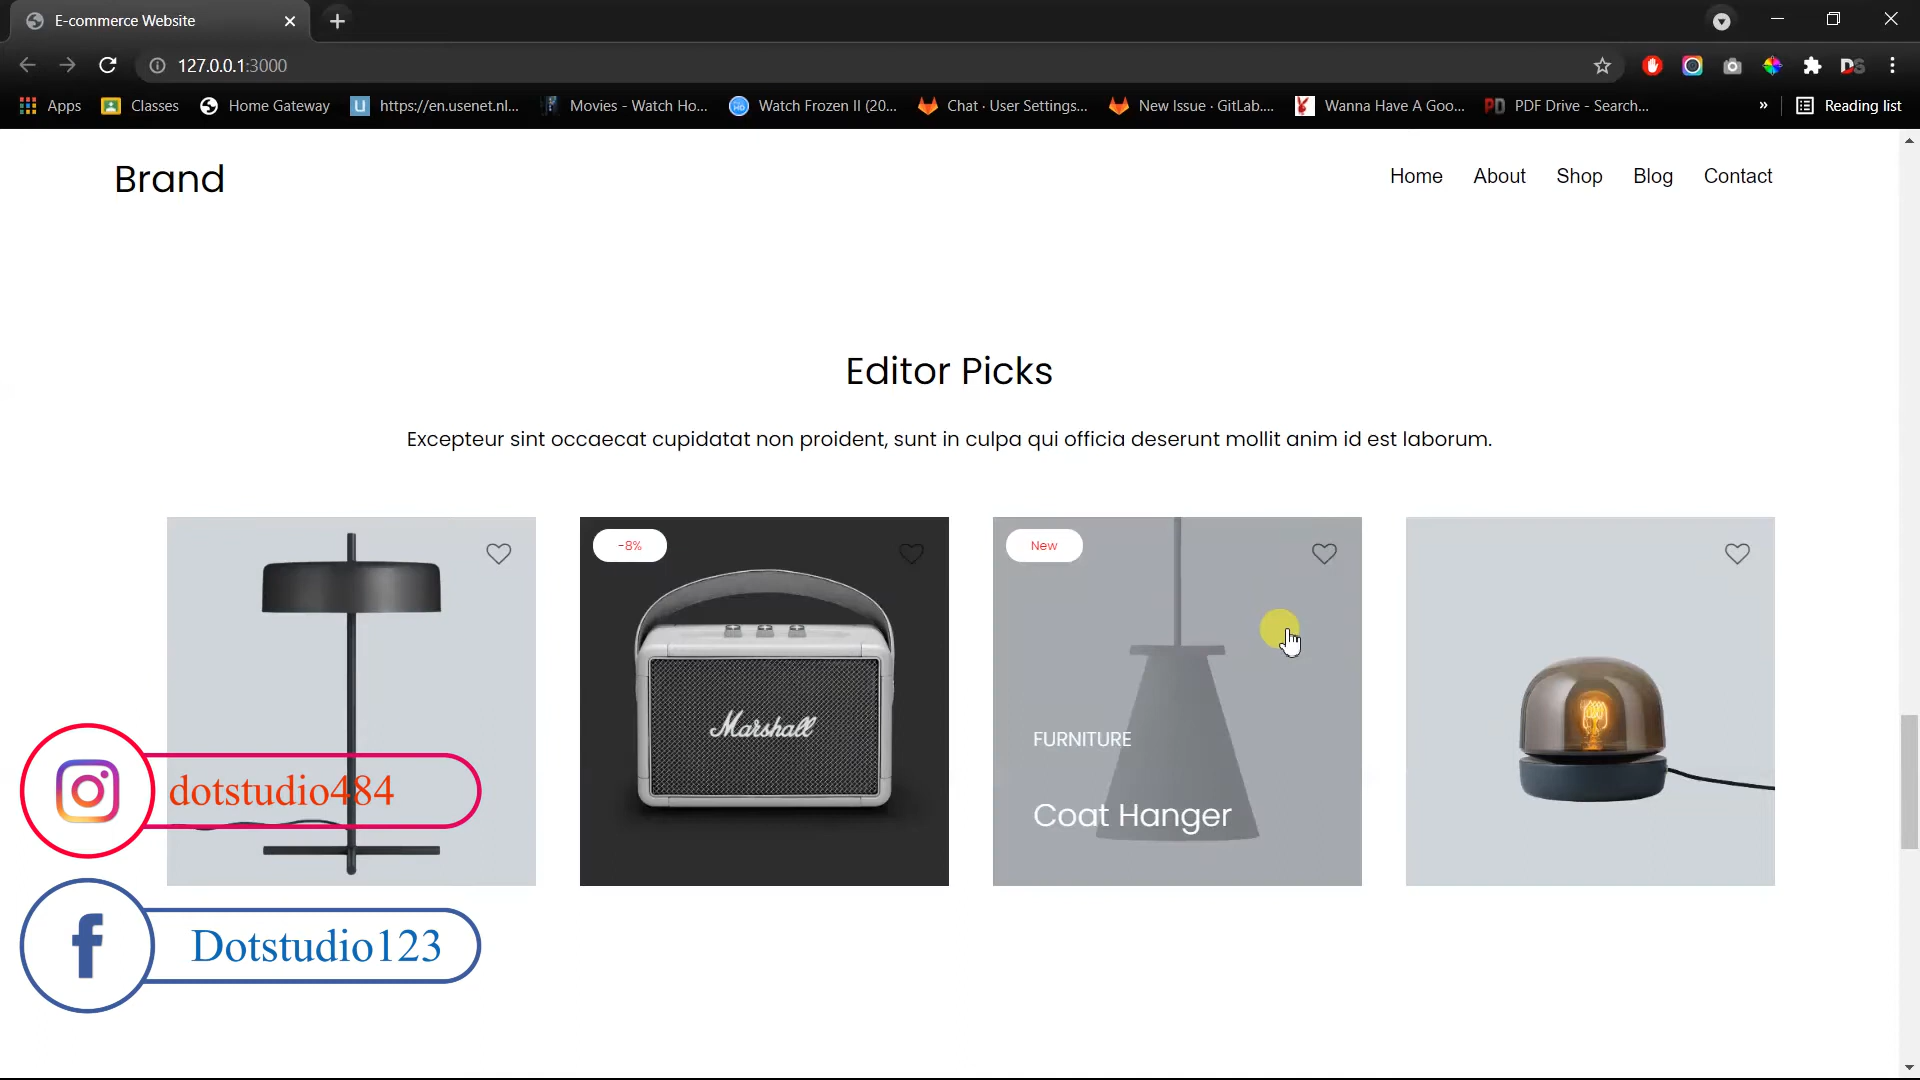 E-commerce Website
127.0.0.1:3000
Apps
Classes
Home Gateway
https://en.usenet.nl...
Movies - Watch Ho...
Watch Frozen II (20...
Chat · User Settings...
New Issue · GitLab....
Wanna Have A Goo...
PDF Drive - Search...
»
Reading list
Brand
Home
About
Shop
Blog
Contact
Editor Picks
Excepteur sint occaecat cupidatat non proident, sunt in culpa qui officia deserunt mollit anim id est laborum.
-8%
New
Marshall
FURNITURE
Coat Hanger
dotstudio484
Dotstudio123